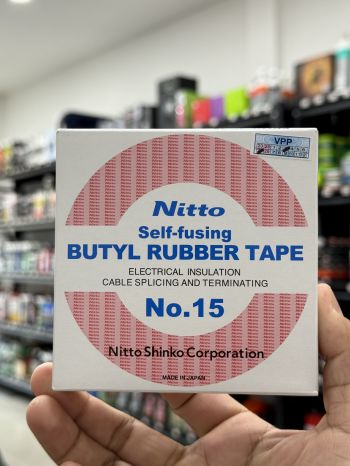 VPP
Nitto
Self-fusing
BUTYL RUBBER TAPE
ELECTRICAL INSULATION
CABLE SPLICING AND TERMINATING
No.15
Nitto Shinko Corporation
MADE IN JAPAN